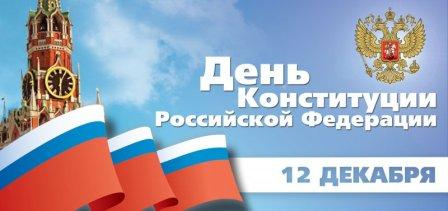 День
Конституции
Российской Федерации
12 ДЕКАБРЯ